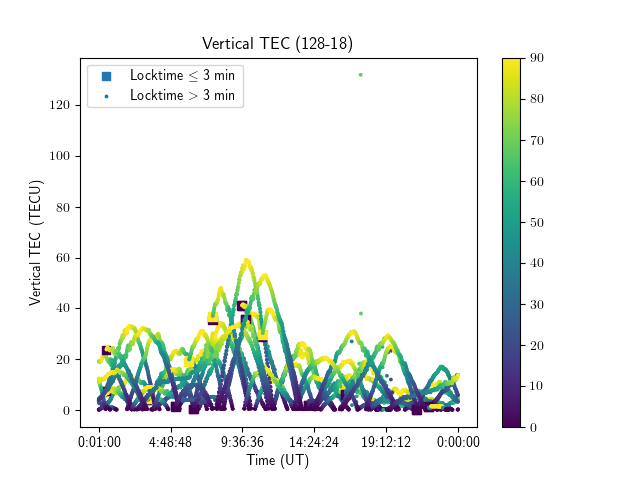 Vertical TEC (128-18)
Locktime ≤ 3 min
Locktime > 3 min
Vertical TEC (TECU)
120
100
80
60
40
20
0
0:01:00 4:48:48 9:36:36 14:24:24 19:12:12 0:00:00
Time (UT)
90
80
70
60
50
40
30
20
10
0